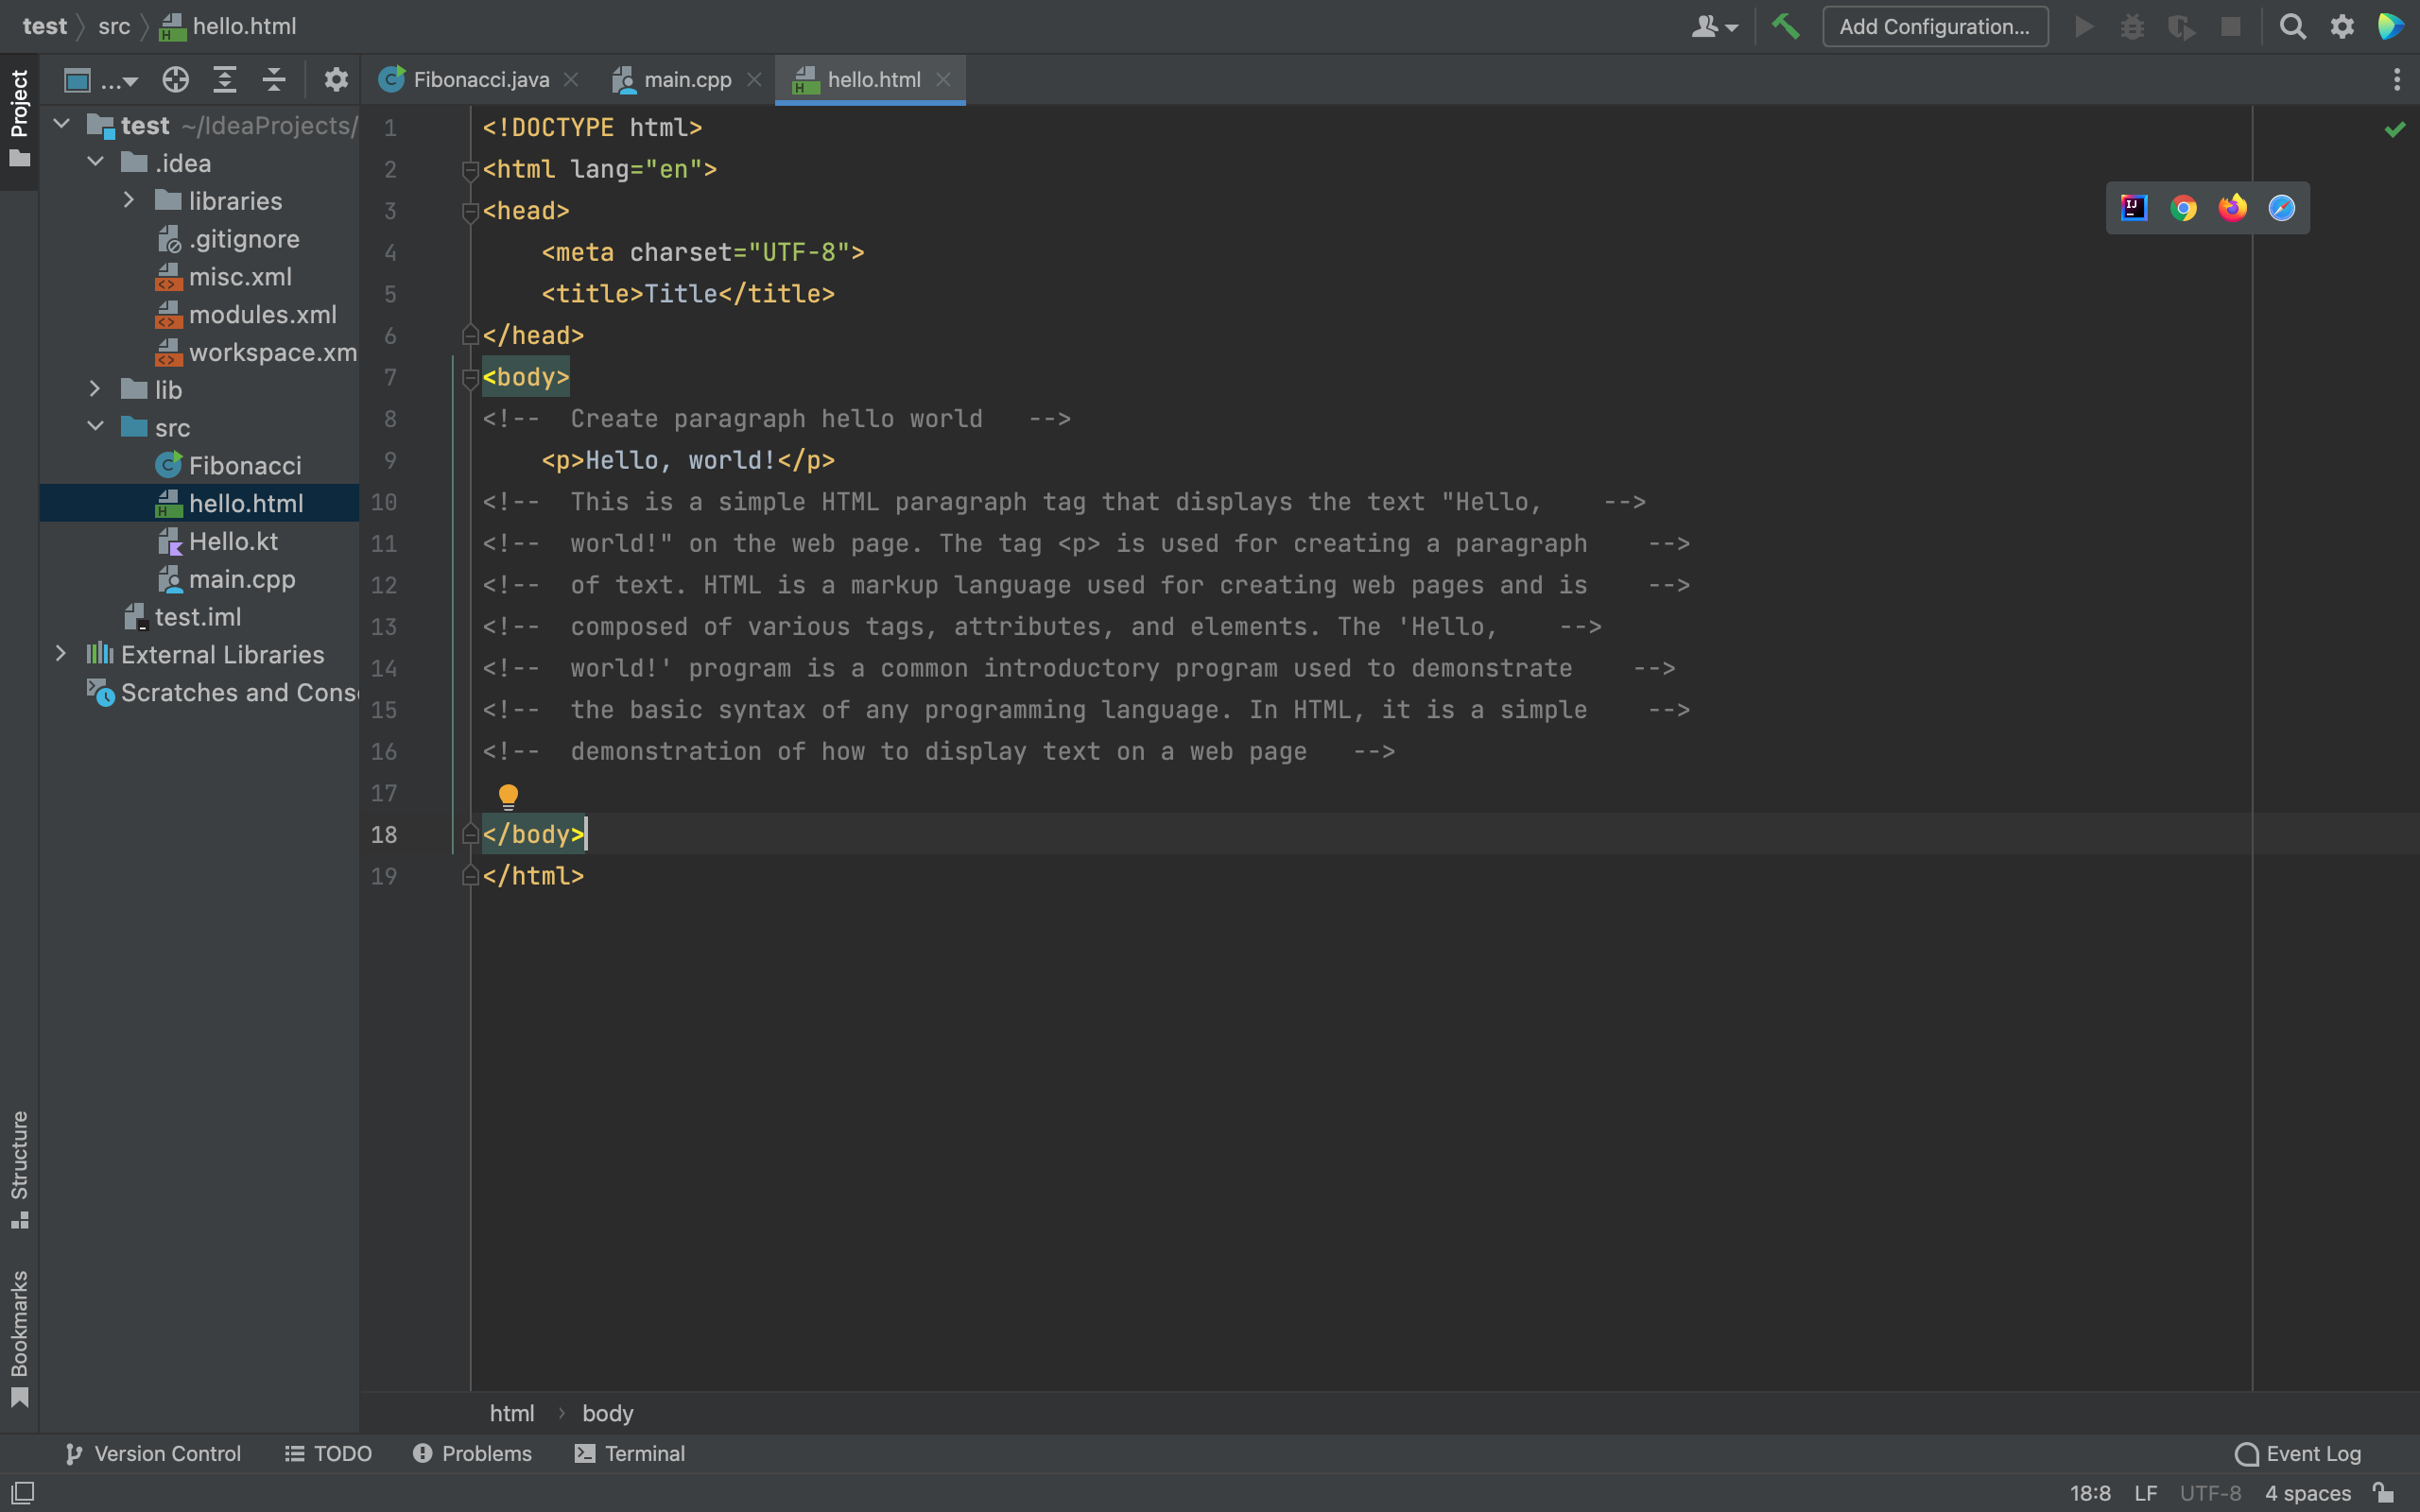 test src hello.html
Add Configuration...
Project
...
Fibonacci.java main.cpp hello.html
test ~/IdeaProjects/
.idea
libraries
.gitignore
misc.xml
modules.xml
workspace.xm
lib
src
Fibonacci
hello.html
Hello.kt
main.cpp
test.iml
External Libraries
Scratches and Cons
1 <!DOCTYPE html>
2 <html lang="en">
3 <head>
4     <meta charset="UTF-8">
5     <title>Title</title>
6 </head>
7 <body>
8 <!--  Create paragraph hello world   -->
9     <p>Hello, world!</p>
10 <!--  This is a simple HTML paragraph tag that displays the text "Hello,    -->
11 <!--  world!" on the web page. The tag <p> is used for creating a paragraph    -->
12 <!--  of text. HTML is a markup language used for creating web pages and is    -->
13 <!--  composed of various tags, attributes, and elements. The 'Hello,    -->
14 <!--  world!' program is a common introductory program used to demonstrate    -->
15 <!--  the basic syntax of any programming language. In HTML, it is a simple    -->
16 <!--  demonstration of how to display text on a web page   -->
17
18 </body>
19 </html>
Structure
Bookmarks
html body
Version Control TODO Problems Terminal Event Log
18:8 LF UTF-8 4 spaces